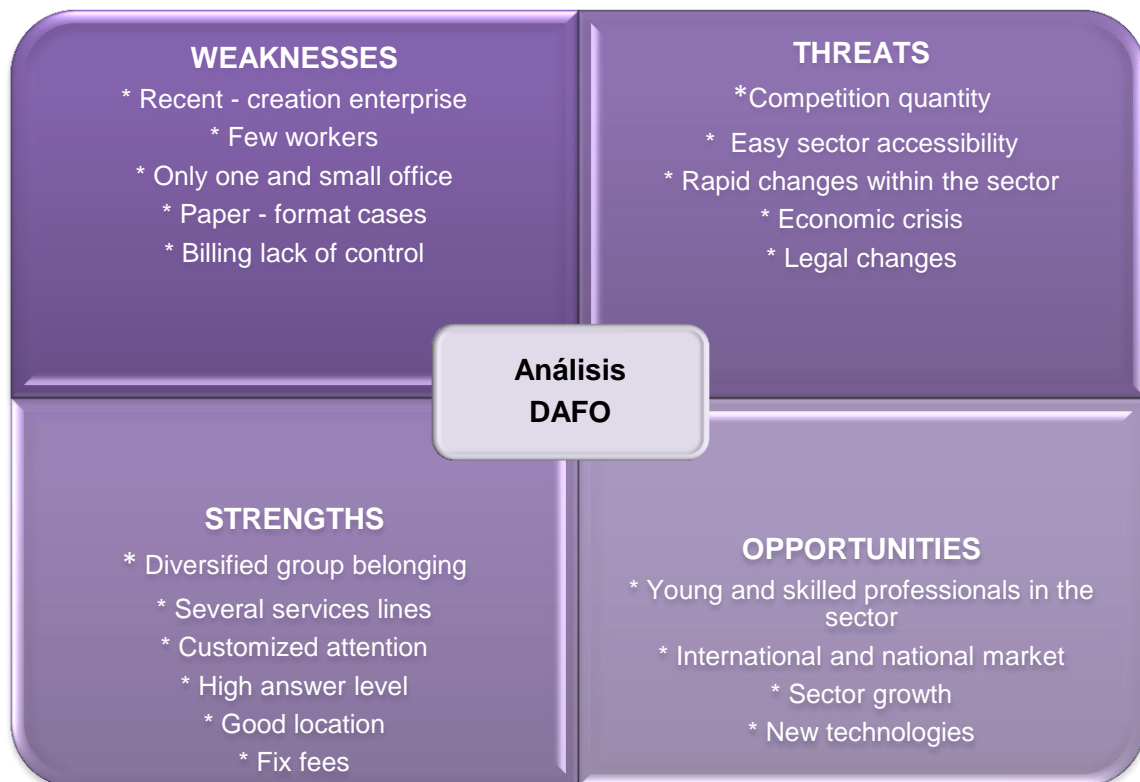 WEAKNESSES
* Recent - creation enterprise
* Few workers
* Only one and small office
* Paper - format cases
* Billing lack of control
THREATS
*Competition quantity
* Easy sector accessibility
* Rapid changes within the sector
* Economic crisis
* Legal changes
Análisis
DAFO
STRENGTHS
* Diversified group belonging
* Several services lines
* Customized attention
* High answer level
* Good location
* Fix fees
OPPORTUNITIES
* Young and skilled professionals in the
sector
* International and national market
* Sector growth
* New technologies